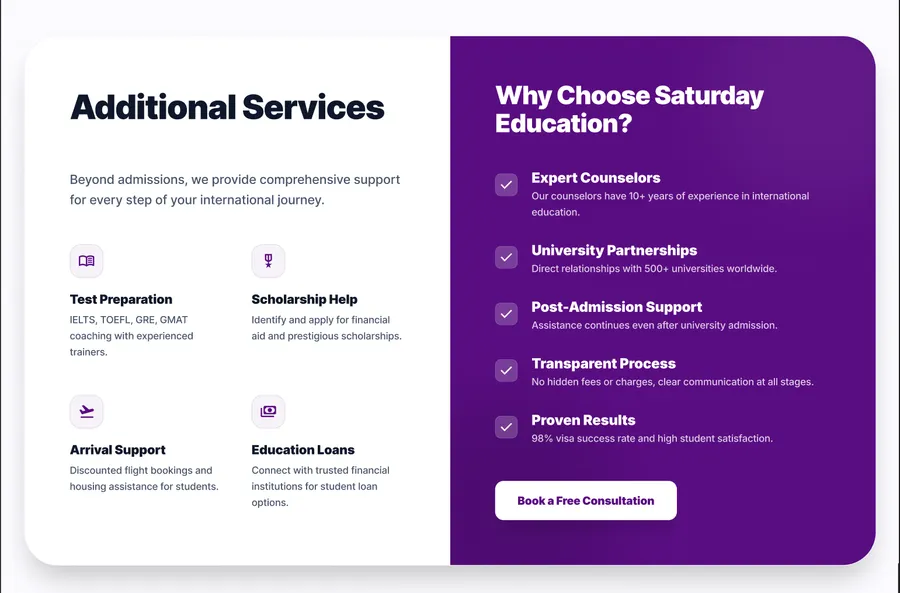 Additional Services
Beyond admissions, we provide comprehensive support
for every step of your international journey.
Test Preparation
IELTS, TOEFL, GRE, GMAT
coaching with experienced
trainers.
Scholarship Help
Identify and apply for financial
aid and prestigious scholarships.
Arrival Support
Discounted flight bookings and
housing assistance for students.
Education Loans
Connect with trusted financial
institutions for student loan
options.
Why Choose Saturday
Education?
Expert Counselors
Our counselors have 10+ years of experience in international
education.
University Partnerships
Direct relationships with 500+ universities worldwide.
Post-Admission Support
Assistance continues even after university admission.
Transparent Process
No hidden fees or charges, clear communication at all stages.
Proven Results
98% visa success rate and high student satisfaction.
Book a Free Consultation